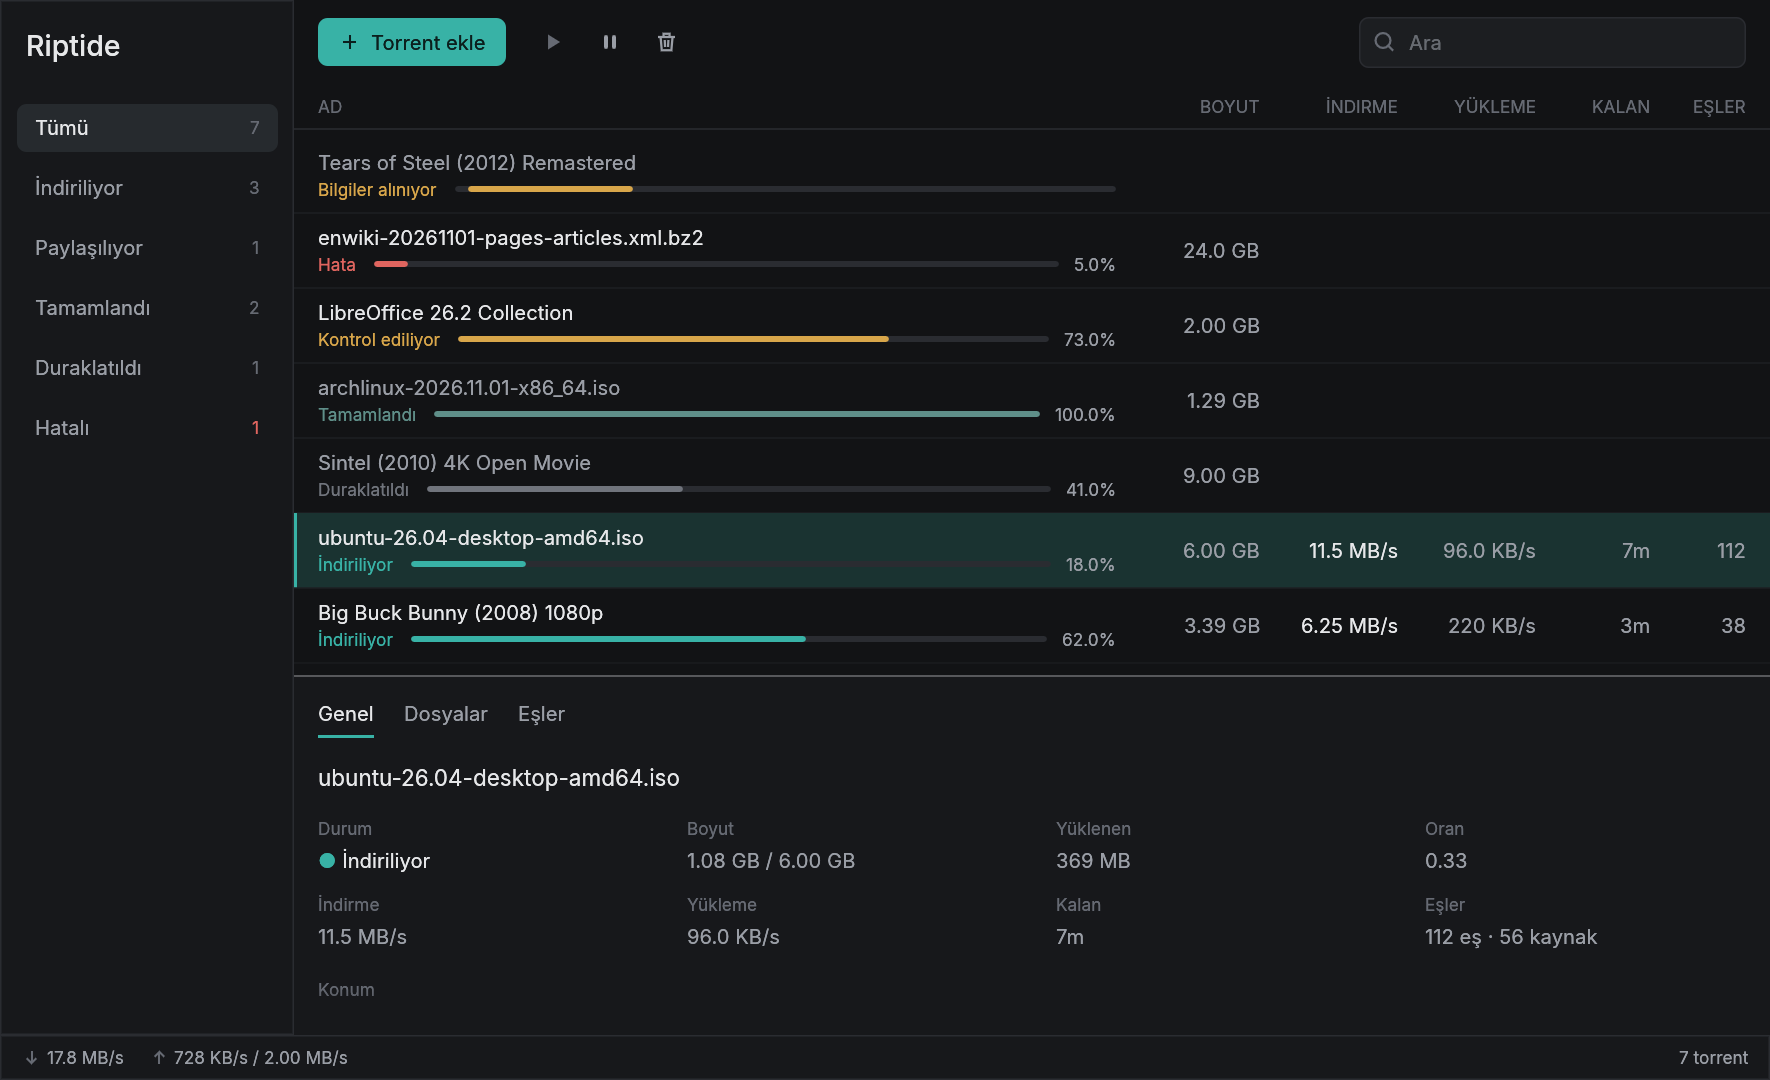 Riptide
Tümü 7
İndiriliyor 3
Paylaşılıyor 1
Tamamlandı 2
Duraklatıldı 1
Hatalı 1
Torrent ekle
Ara
AD BOYUT İNDİRME YÜKLEME KALAN EŞLER
Tears of Steel (2012) Remastered
Bilgiler alınıyor
enwiki-20261101-pages-articles.xml.bz2
Hata 5.0% 24.0 GB
LibreOffice 26.2 Collection
Kontrol ediliyor 73.0% 2.00 GB
archlinux-2026.11.01-x86_64.iso
Tamamlandı 100.0% 1.29 GB
Sintel (2010) 4K Open Movie
Duraklatıldı 41.0% 9.00 GB
ubuntu-26.04-desktop-amd64.iso
İndiriliyor 18.0% 6.00 GB 11.5 MB/s 96.0 KB/s 7m 112
Big Buck Bunny (2008) 1080p
İndiriliyor 62.0% 3.39 GB 6.25 MB/s 220 KB/s 3m 38
Genel Dosyalar Eşler
ubuntu-26.04-desktop-amd64.iso
Durum Boyut Yüklenen Oran
İndiriliyor 1.08 GB / 6.00 GB 369 MB 0.33
İndirme Yükleme Kalan Eşler
11.5 MB/s 96.0 KB/s 7m 112 eş · 56 kaynak
Konum
↓ 17.8 MB/s ↑ 728 KB/s / 2.00 MB/s 7 torrent